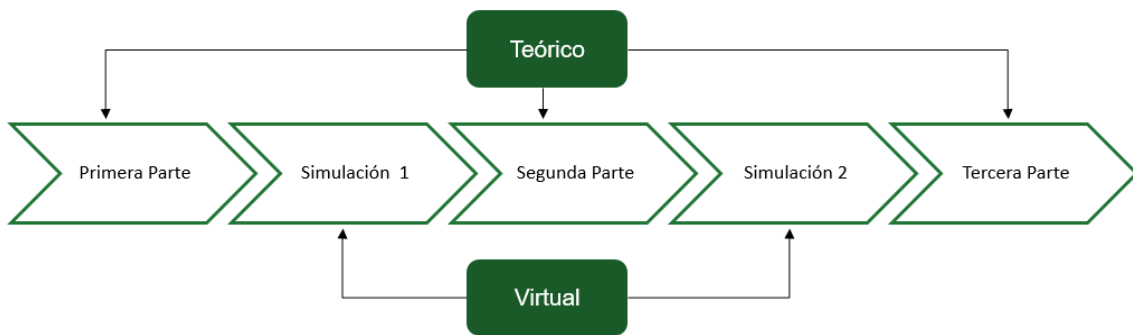 Teórico
Primera Parte
Simulación 1
Segunda Parte
Simulación 2
Tercera Parte
Virtual